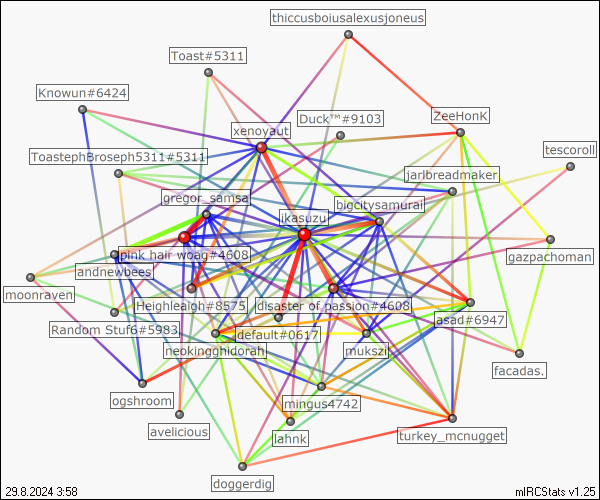 thiccusboiusalexusjoneus
Toast#5311
Knowun#6424
Duck™#9103
ZeeHonK
xenoyaut
tescoroll
ToastephBroseph5311#5311
jarlbreadmaker
gregor_samsa
bigcitysamurai
ikasuzu
pink hair woag#4608
gazpachoman
andnewbees
moonraven
Heighleaigh#8575
disaster of passion#4608
asad#6947
Random Stuf6#5983
default#0617
neokingghidorah
mukszik
facadas.
ogshroom
mingus4742
avelicious
lahnk
turkey_mcnugget
doggerdig
29.8.2024 3:58
mIRCStats v1.25